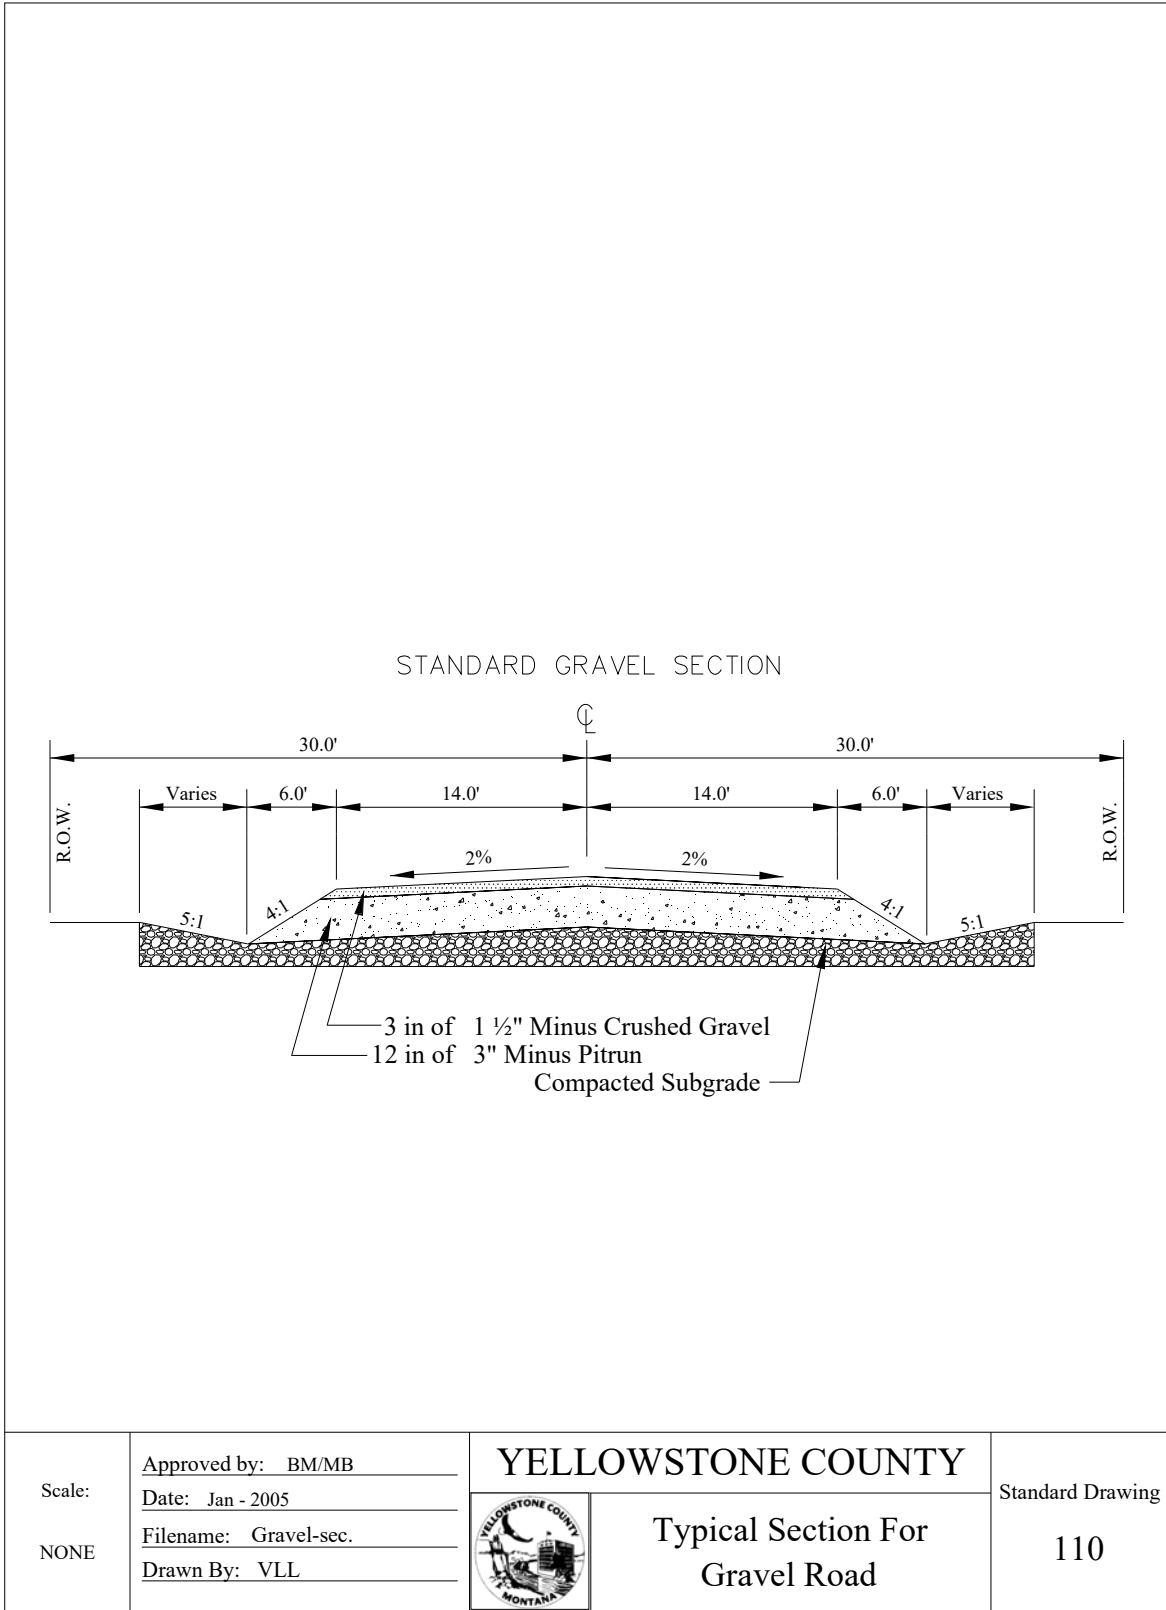 STANDARD GRAVEL SECTION
℄
30.0' 30.0'
Varies 6.0' 14.0' 14.0' 6.0' Varies
R.O.W. R.O.W.
2% 2%
5:1 4:1 4:1 5:1
3 in of 1 ½" Minus Crushed Gravel
12 in of 3" Minus Pitrun
Compacted Subgrade
Scale:
NONE
Approved by: BM/MB
Date: Jan - 2005
Filename: Gravel-sec.
Drawn By: VLL
YELLOWSTONE COUNTY
YELLOWSTONE COUNTY
MONTANA
Typical Section For
Gravel Road
Standard Drawing
110